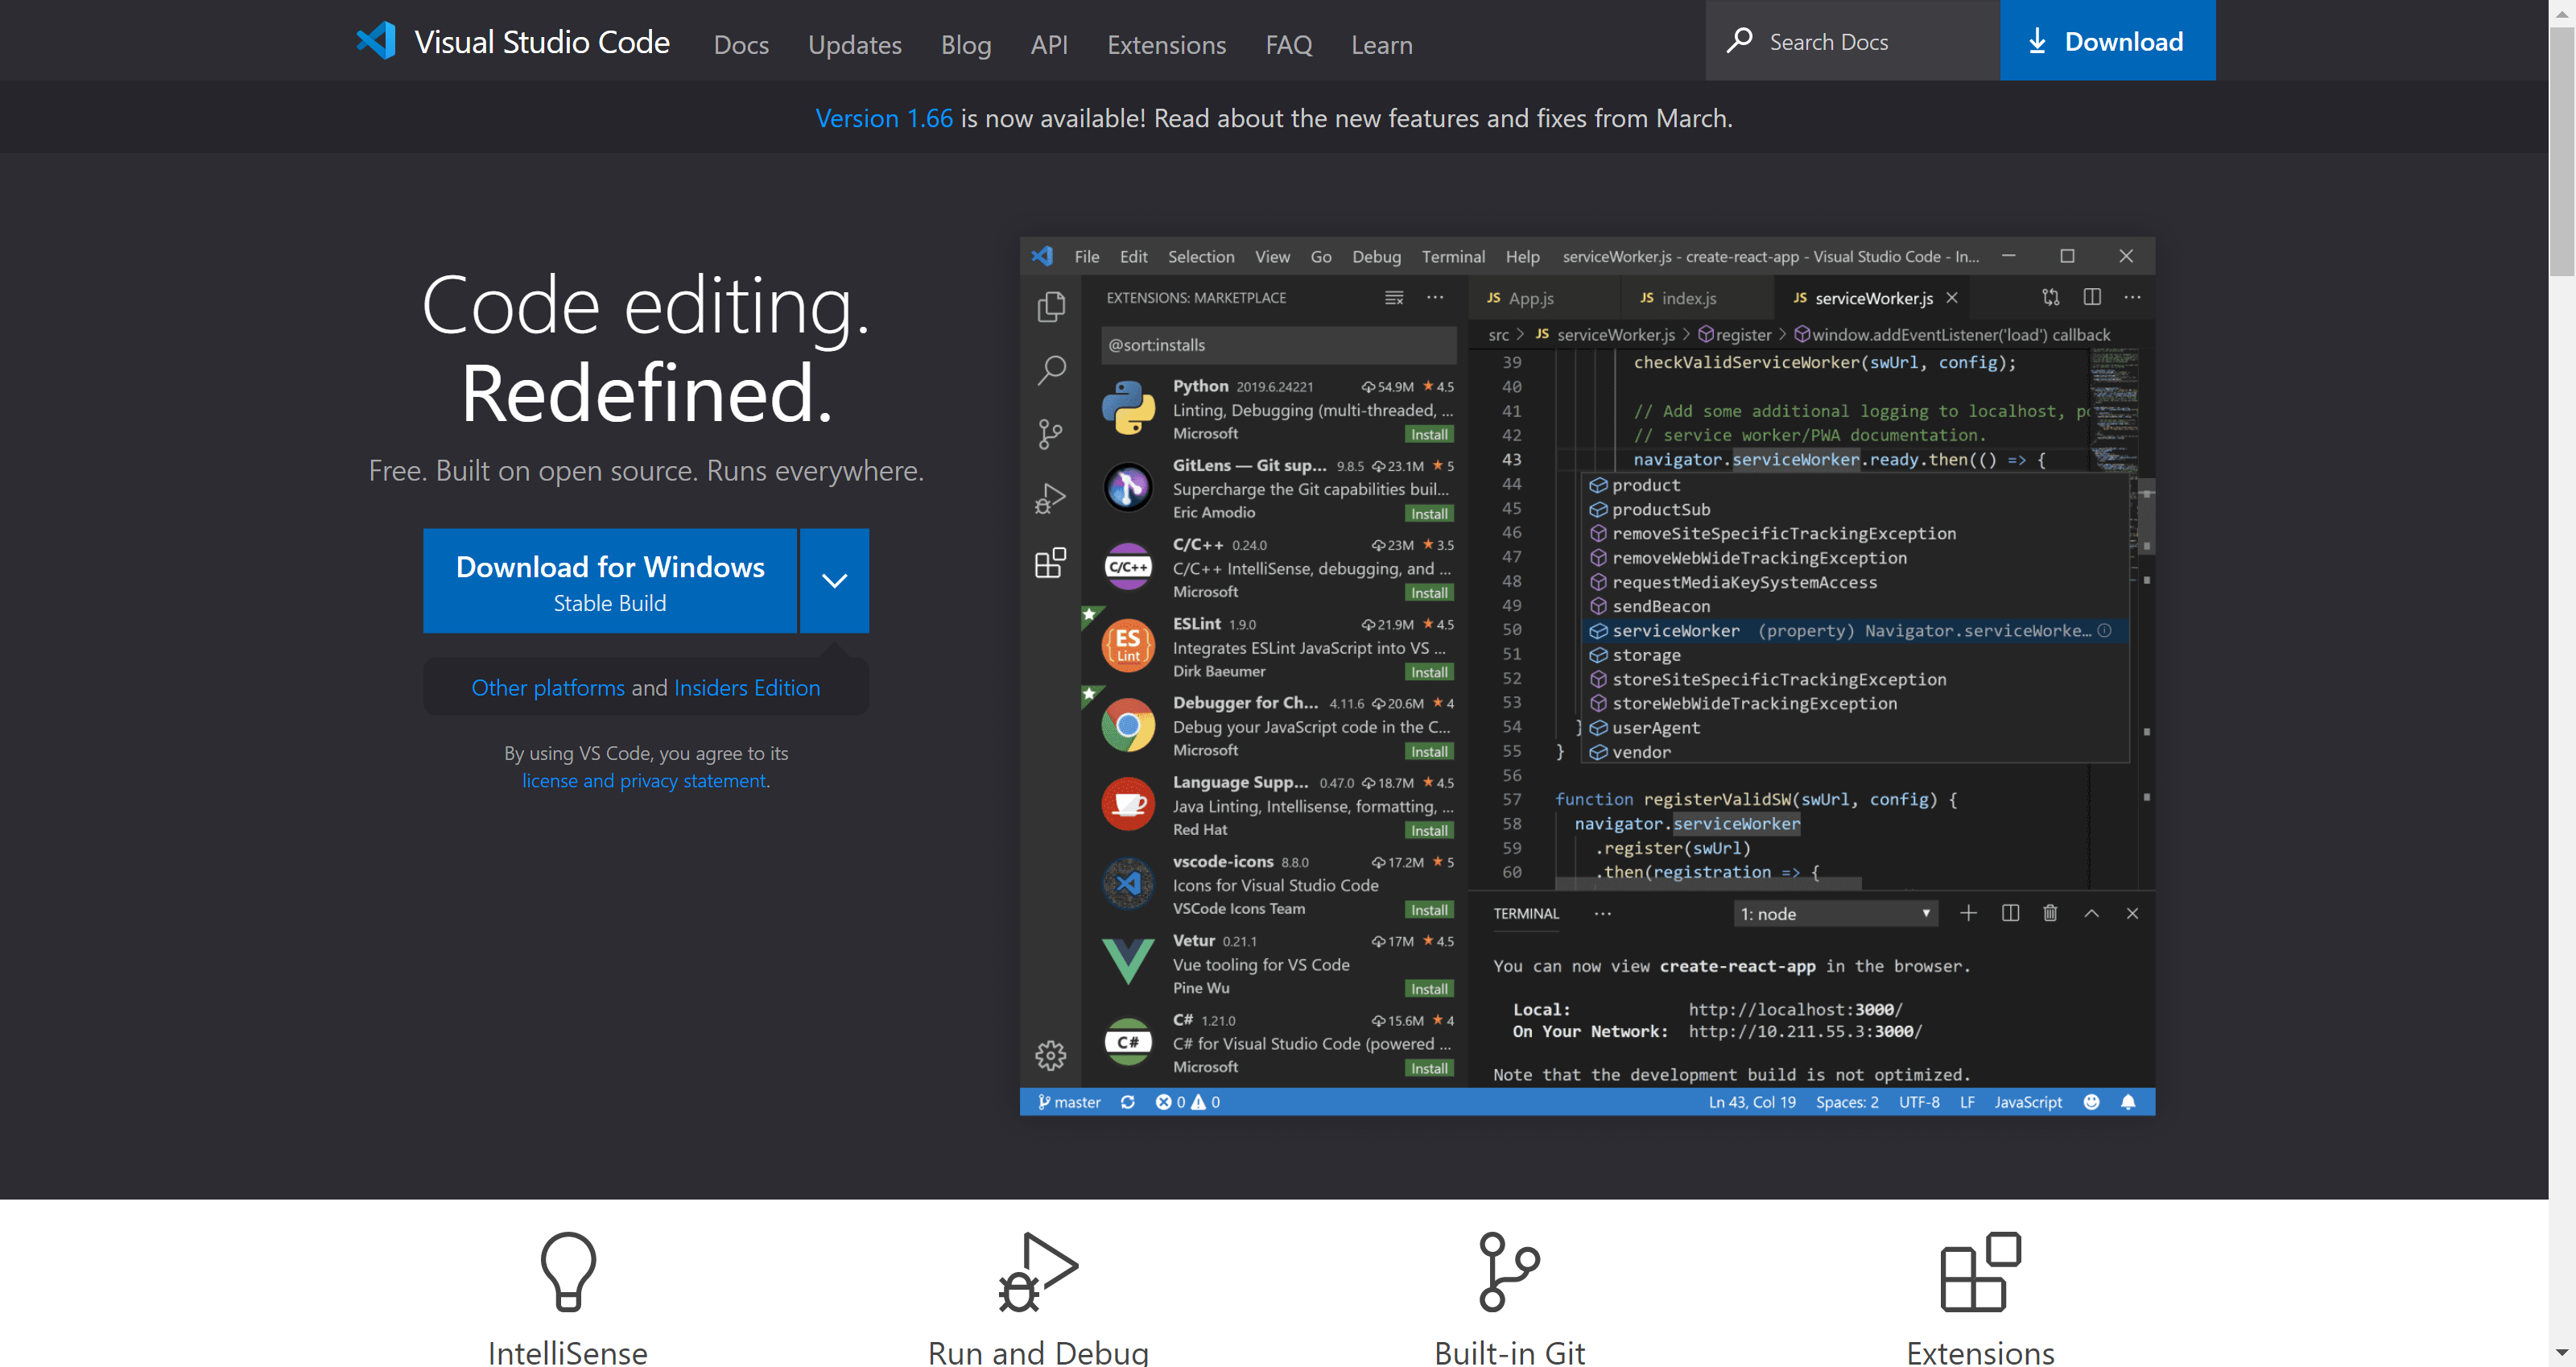 Visual Studio Code Docs Updates Blog API Extensions FAQ Learn Search Docs Download
Version 1.66 is now available! Read about the new features and fixes from March.
Code editing.
Redefined.
Free. Built on open source. Runs everywhere.
Download for Windows
Stable Build
Other platforms and Insiders Edition
By using VS Code, you agree to its
license and privacy statement.
File Edit Selection View Go Debug Terminal Help serviceWorker.js - create-react-app - Visual Studio Code - In...
EXTENSIONS: MARKETPLACE
@sort:installs
Python 2019.6.24221 54.9M 4.5
Linting, Debugging (multi-threaded, ...
Microsoft Install
GitLens — Git sup... 9.8.5 23.1M 5
Supercharge the Git capabilities buil...
Eric Amodio Install
C/C++
C/C++ 0.24.0 23M 3.5
C/C++ IntelliSense, debugging, and ...
Microsoft Install
ES
Lint
ESLint 1.9.0 21.9M 4.5
Integrates ESLint JavaScript into VS ...
Dirk Baeumer Install
Debugger for Ch... 4.11.6 20.6M 4
Debug your JavaScript code in the C...
Microsoft Install
Language Supp... 0.47.0 18.7M 4.5
Java Linting, Intellisense, formatting, ...
Red Hat Install
vscode-icons 8.8.0 17.2M 5
Icons for Visual Studio Code
VSCode Icons Team Install
Vetur 0.21.1 17M 4.5
Vue tooling for VS Code
Pine Wu Install
C#
C# 1.21.0 15.6M 4
C# for Visual Studio Code (powered ...
Microsoft Install
JS App.js JS index.js JS serviceWorker.js
src > JS serviceWorker.js > register > window.addEventListener('load') callback
39 checkValidServiceWorker(swUrl, config);
40
41 // Add some additional logging to localhost, po
42 // service worker/PWA documentation.
43 navigator.serviceWorker.ready.then(() => {
44 product
45 productSub
46 removeSiteSpecificTrackingException
47 removeWebWideTrackingException
48 requestMediaKeySystemAccess
49 sendBeacon
50 serviceWorker (property) Navigator.serviceWorke...
51 storage
52 storeSiteSpecificTrackingException
53 storeWebWideTrackingException
54 } userAgent
55 } vendor
56
57 function registerValidSW(swUrl, config) {
58 navigator.serviceWorker
59 .register(swUrl)
60 .then(registration => {
TERMINAL ... 1: node
You can now view create-react-app in the browser.
Local: http://localhost:3000/
On Your Network: http://10.211.55.3:3000/
Note that the development build is not optimized.
master 0 0 Ln 43, Col 19 Spaces: 2 UTF-8 LF JavaScript
IntelliSense Run and Debug Built-in Git Extensions